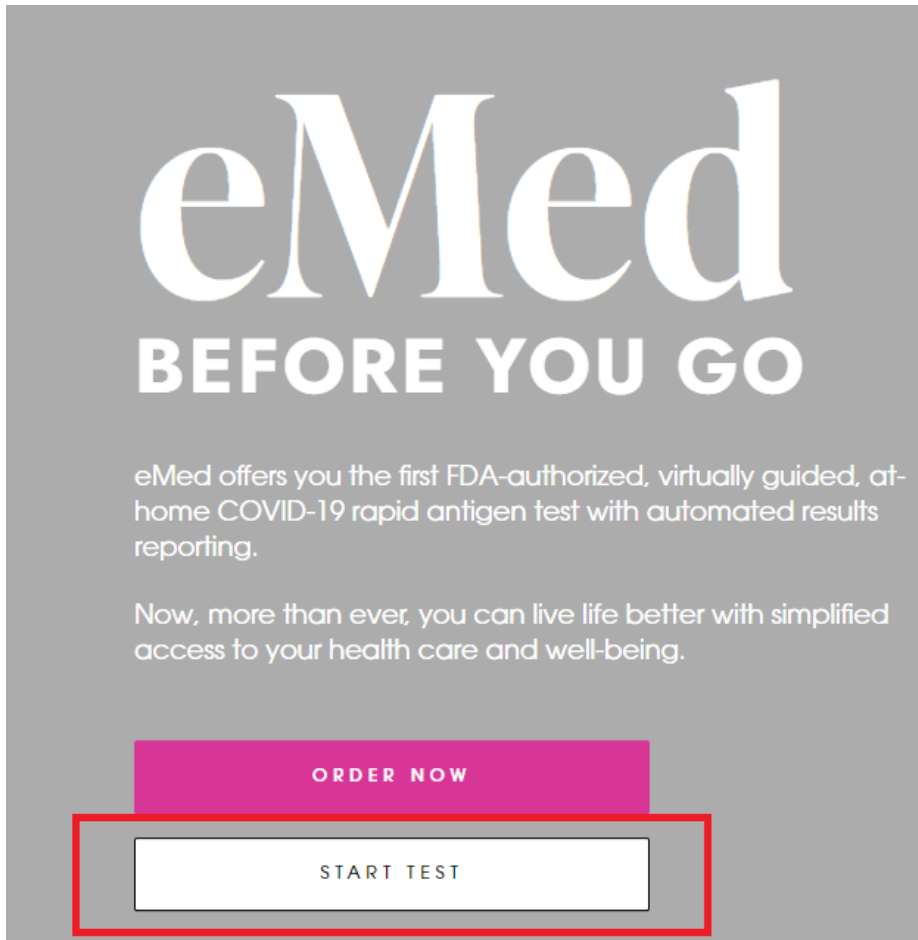 eMed
BEFORE YOU GO
eMed offers you the first FDA-authorized, virtually guided, at-
home COVID-19 rapid antigen test with automated results
reporting.
Now, more than ever, you can live life better with simplified
access to your health care and well-being.
ORDER NOW
START TEST